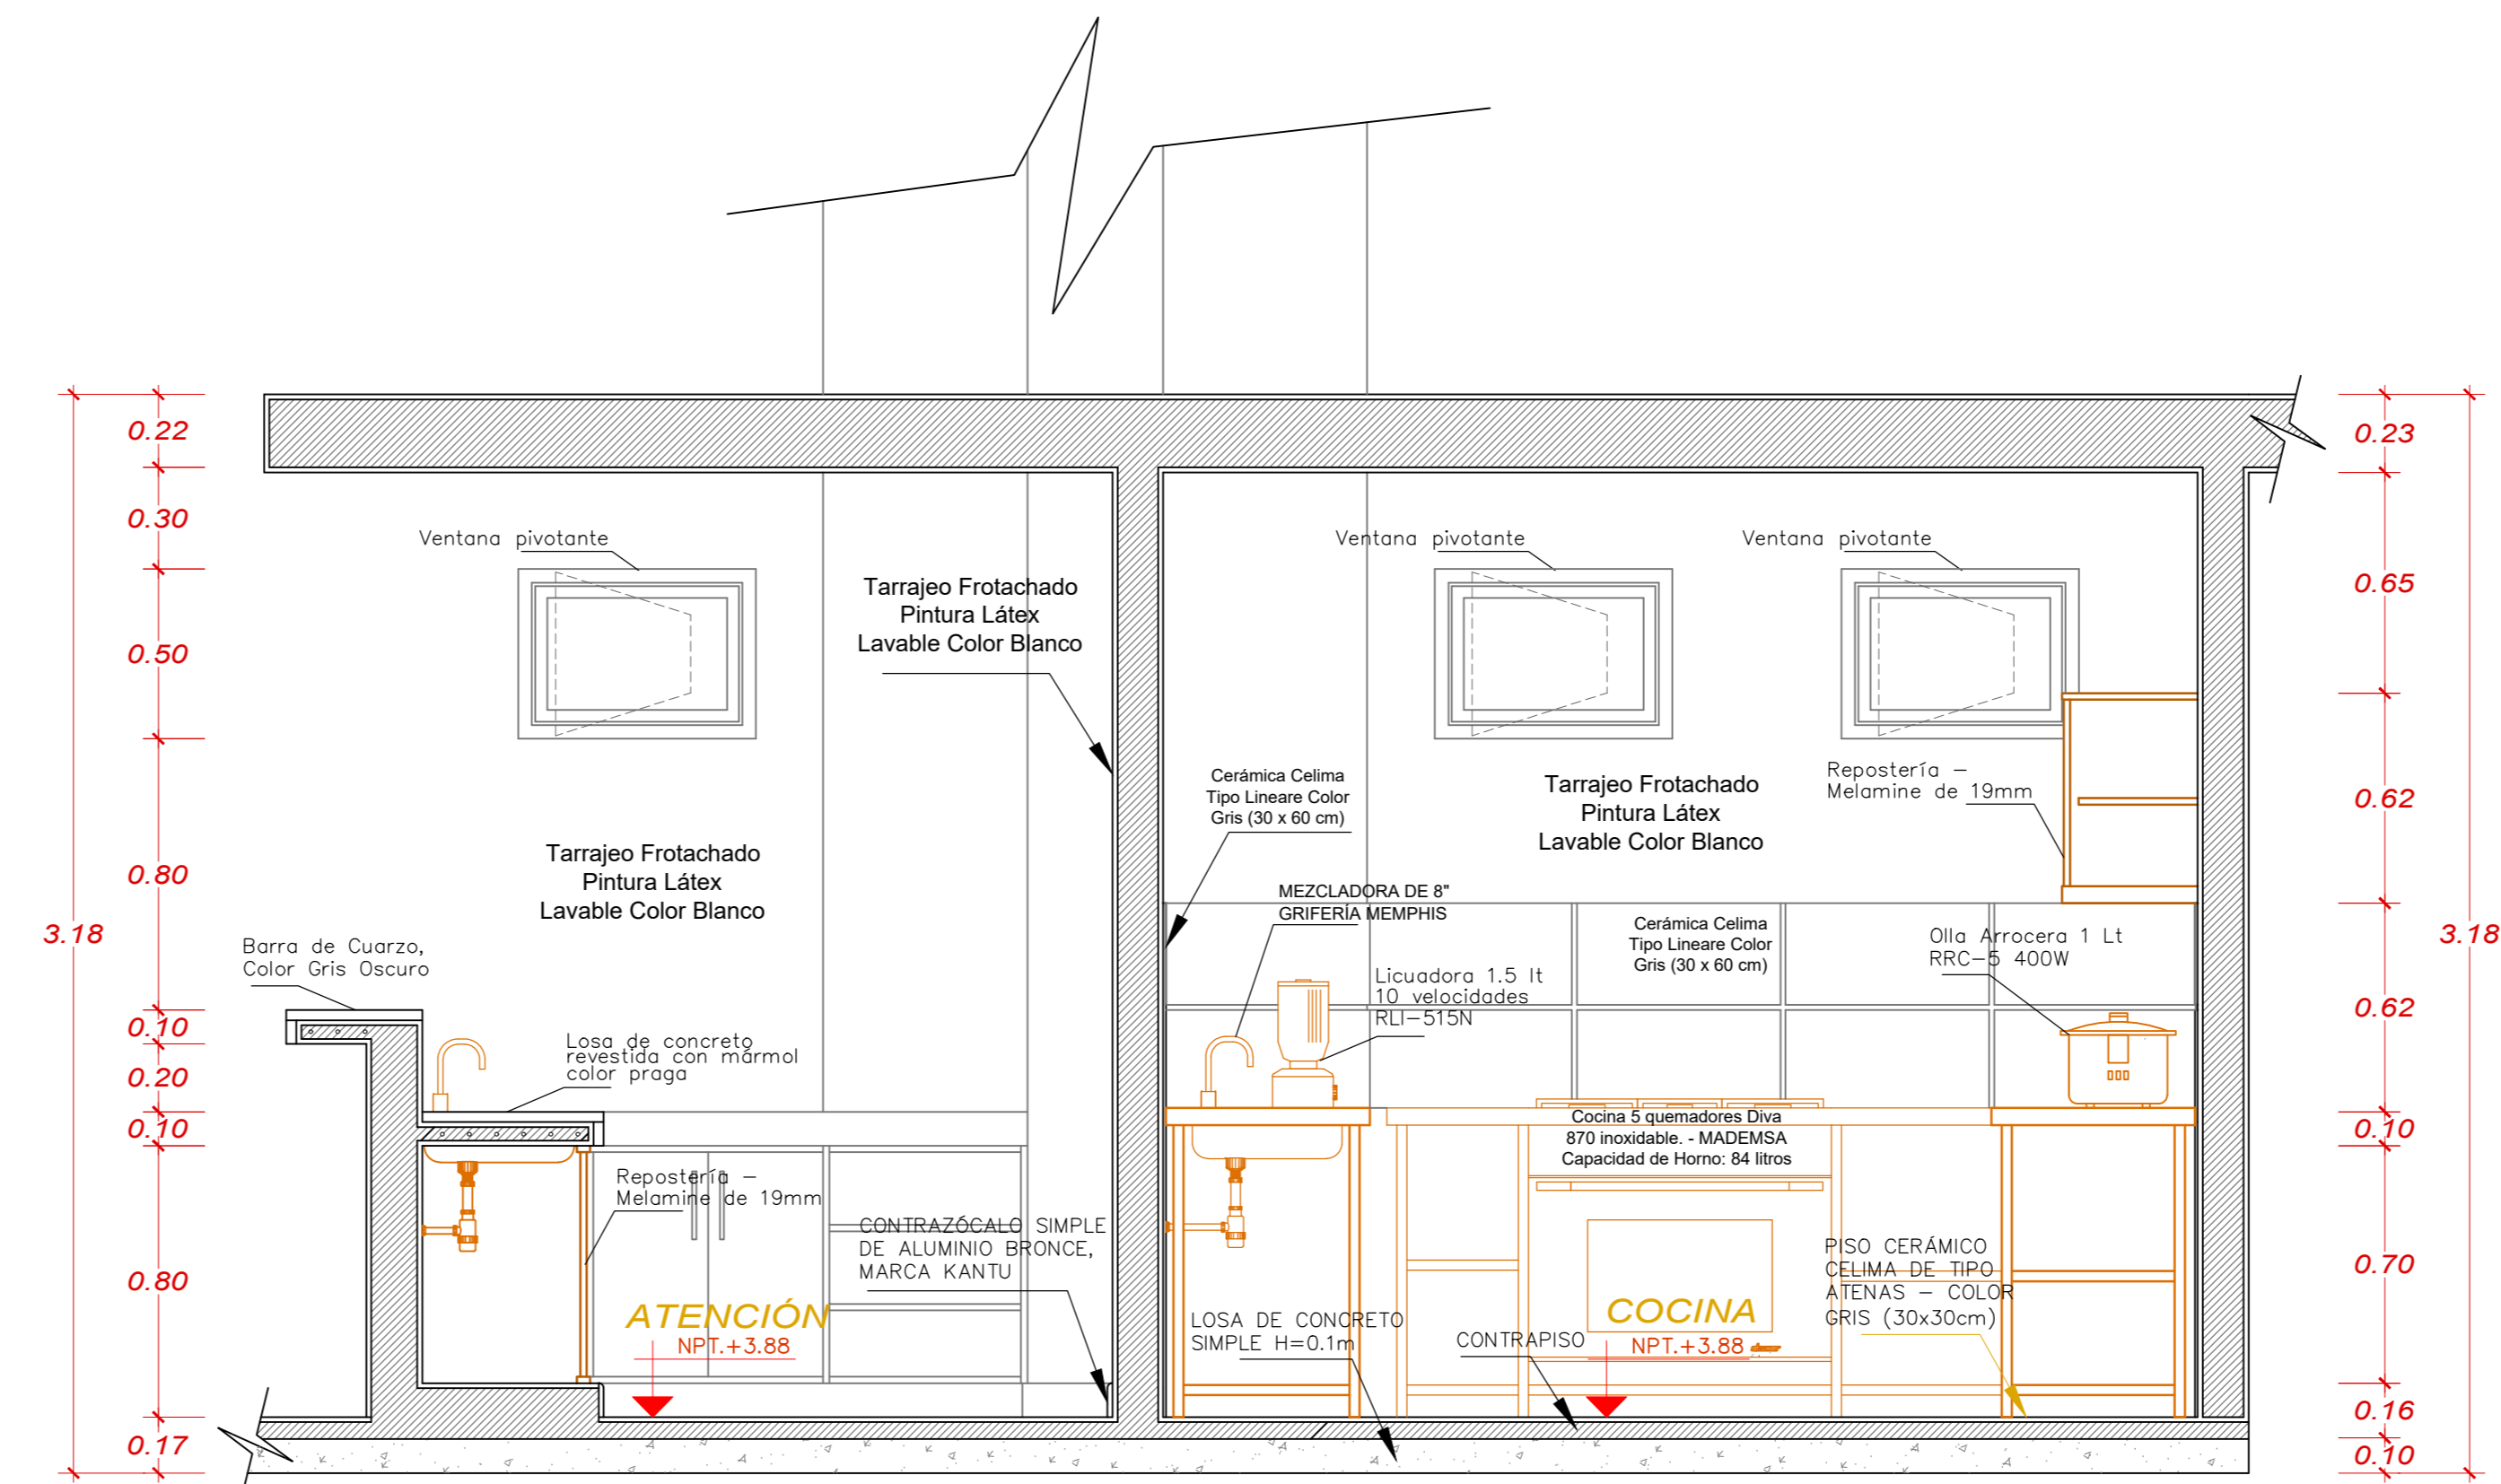 0.22
0.30
0.50
0.80
0.10
0.20
0.10
0.80
0.17
3.18
Ventana pivotante
Tarrajeo Frotachado
Pintura Látex
Lavable Color Blanco
Tarrajeo Frotachado
Pintura Látex
Lavable Color Blanco
Barra de Cuarzo,
Color Gris Oscuro
Losa de concreto
revestida con mármol
color praga
Repostería –
Melamine de 19mm
CONTRAZÓCALO SIMPLE
DE ALUMINIO BRONCE,
MARCA KANTU
ATENCIÓN
NPT.+3.88
Ventana pivotante
Ventana pivotante
Cerámica Celima
Tipo Lineare Color
Gris (30 x 60 cm)
Tarrajeo Frotachado
Pintura Látex
Lavable Color Blanco
Repostería –
Melamine de 19mm
MEZCLADORA DE 8"
GRIFERÍA MEMPHIS
Cerámica Celima
Tipo Lineare Color
Gris (30 x 60 cm)
Licuadora 1.5 lt
10 velocidades
RLI-515N
Olla Arrocera 1 Lt
RRC-5 400W
Cocina 5 quemadores Diva
870 inoxidable. - MADEMSA
Capacidad de Horno: 84 litros
PISO CERÁMICO
CELIMA DE TIPO
ATENAS – COLOR
GRIS (30x30cm)
LOSA DE CONCRETO
SIMPLE H=0.1m
CONTRAPISO
COCINA
NPT.+3.88
0.23
0.65
0.62
0.62
0.10
0.70
0.16
0.10
3.18